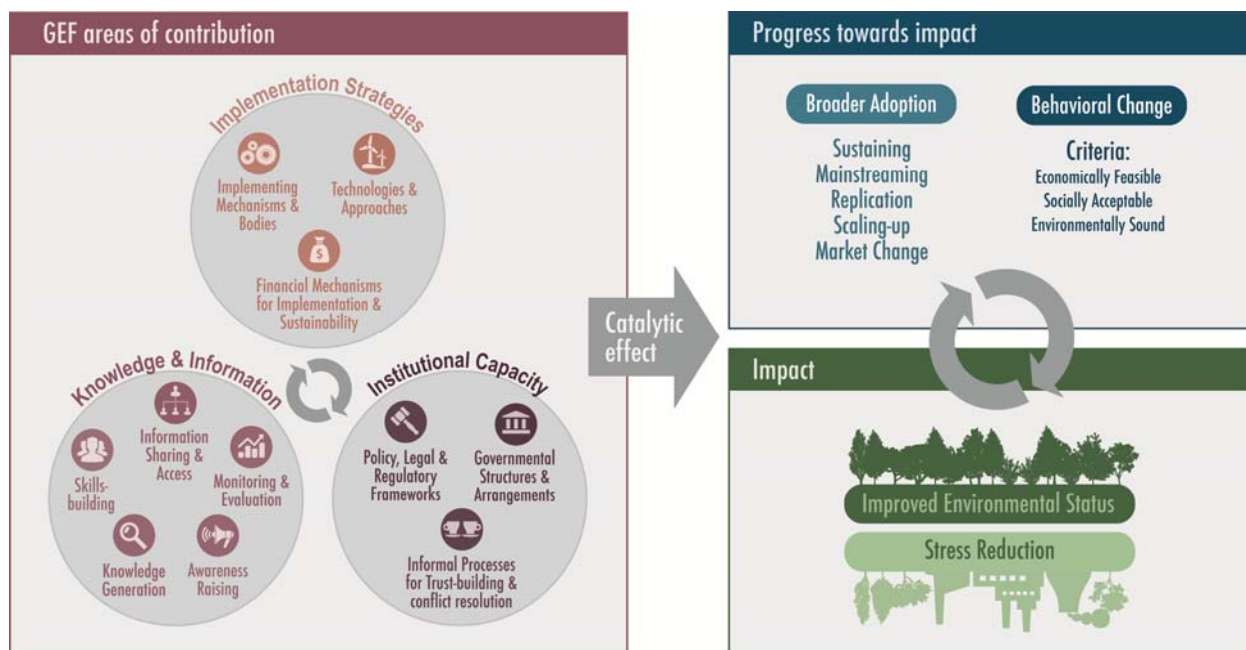 GEF areas of contribution
Implementation Strategies
Implementing
Mechanisms &
Bodies
Technologies &
Approaches
$
Financial Mechanisms
for Implementation &
Sustainability
Knowledge & Information
Information
Sharing &
Access
Skills-
building
Monitoring &
Evaluation
Knowledge
Generation
Awareness
Raising
Institutional Capacity
Policy, Legal &
Regulatory
Frameworks
Governmental
Structures &
Arrangements
Informal Processes
for Trust-building &
conflict resolution
Catalytic
effect
Progress towards impact
Broader Adoption
Sustaining
Mainstreaming
Replication
Scaling-up
Market Change
Behavioral Change
Criteria:
Economically Feasible
Socially Acceptable
Environmentally Sound
Impact
Improved Environmental Status
Stress Reduction